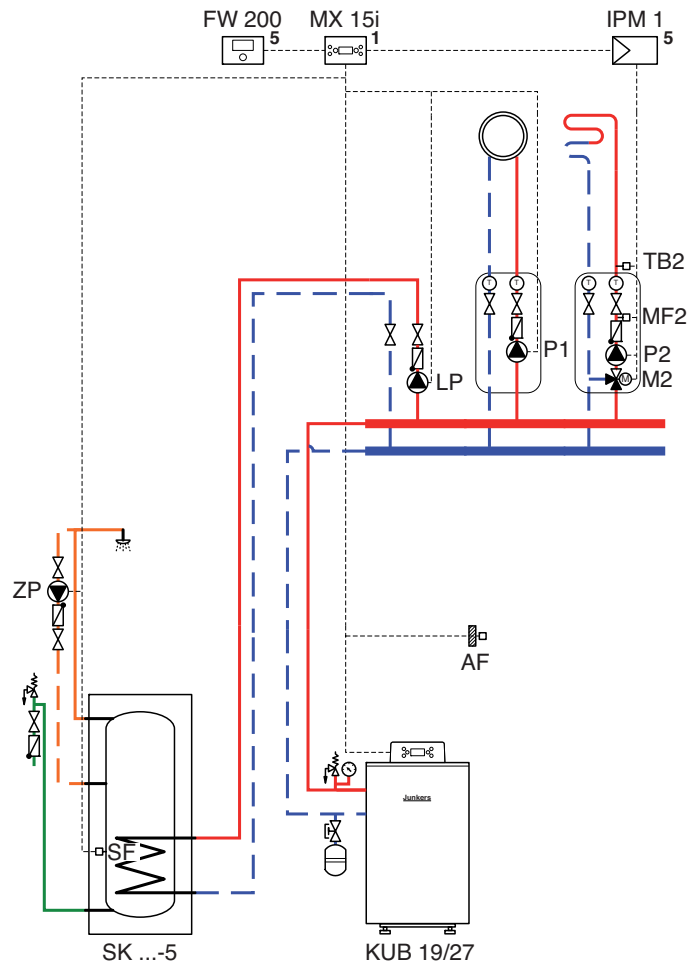 FW 200 MX 15i IPM 1
5 1 5
T T T T
TB2
MF2
P1 P2
M M2
LP
ZP
AF
Junkers
SF
SK ...-5 KUB 19/27